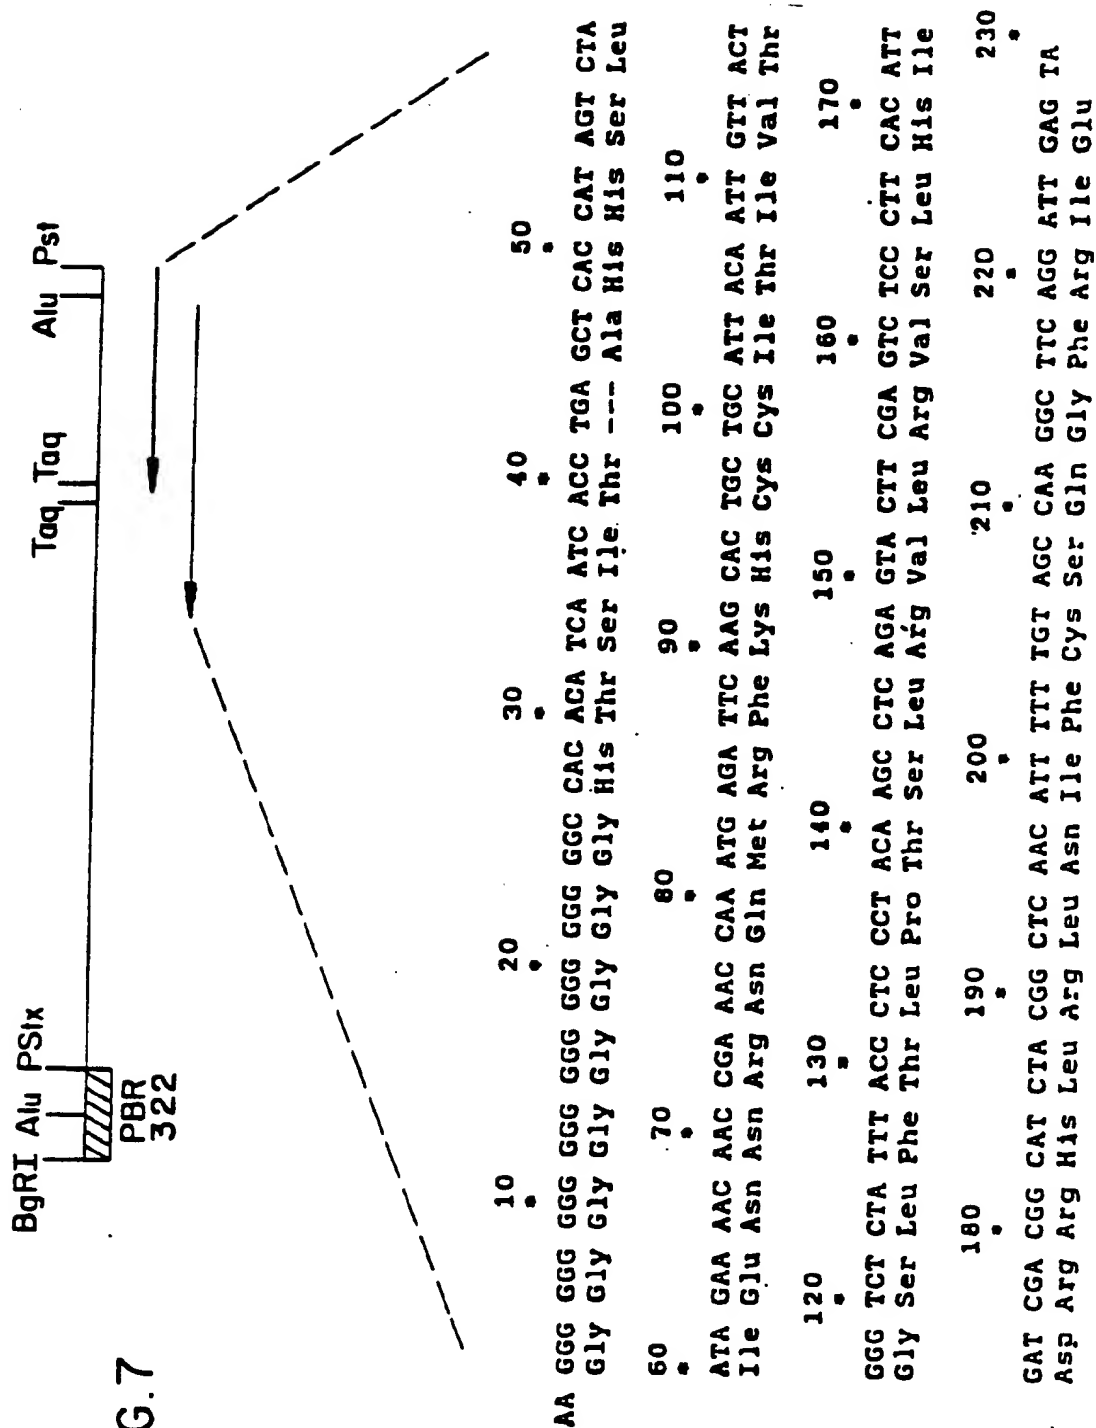 G.7
BgRI Alu PStx Taq Taq Alu Pst
PBR
322
10 20 30 40 50
AA GGG GGG GGG GGG GGG GGG GGG GGC CAC ACA TCA ATC ACC TGA GCT CAC CAT AGT CTA
Gly Gly Gly Gly Gly Gly Gly Gly His Thr Ser Ile Thr --- Ala His His Ser Leu
60 70 80 90 100 110
ATA GAA AAC AAC CGA AAC CAA ATG AGA TTC AAG CAC TGC TGC ATT ACA ATT GTT ACT
Ile Glu Asn Asn Arg Asn Gln Met Arg Phe Lys His Cys Cys Ile Thr Ile Val Thr
120 130 140 150 160 170
GGG TCT CTA TTT ACC CTC CCT ACA AGC CTC AGA GTA CTT CGA GTC TCC CTT CAC ATT
Gly Ser Leu Phe Thr Leu Pro Thr Ser Leu Arg Val Leu Arg Val Ser Leu His Ile
180 190 200 210 220 230
GAT CGA CGG CAT CTA CGG CTC AAC ATT TTT TGT AGC CAA GGC TTC AGG ATT GAG TA
Asp Arg Arg His Leu Arg Leu Asn Ile Phe Cys Ser Gln Gly Phe Arg Ile Glu